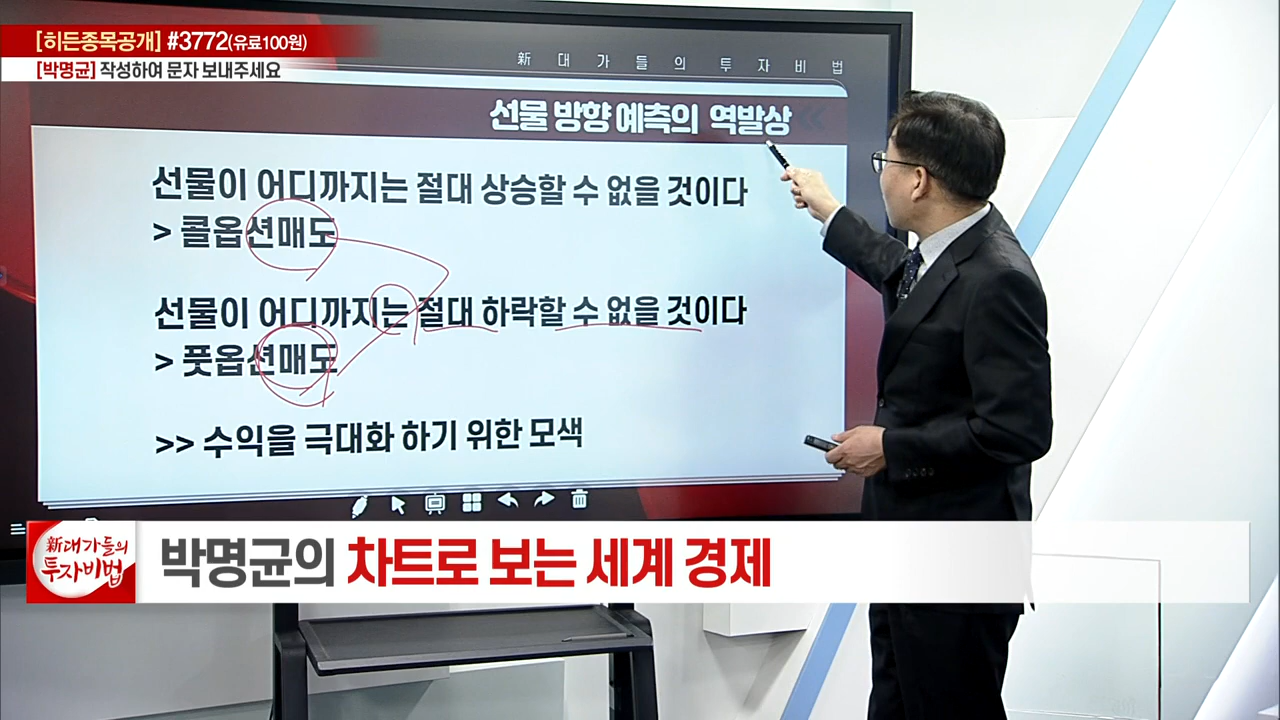 [히든종목공개] #3772(유료100원)
[박명균] 작성하여 문자 보내주세요
新 대 가 들 의 투 자 비 법
선물 방향 예측의 역발상
선물이 어디까지는 절대 상승할 수 없을 것이다
> 콜옵션매도
선물이 어디까지는 절대 하락할 수 없을 것이다
> 풋옵션매도
>> 수익을 극대화 하기 위한 모색
新대가들의
투자비법
박명균의 차트로 보는 세계 경제